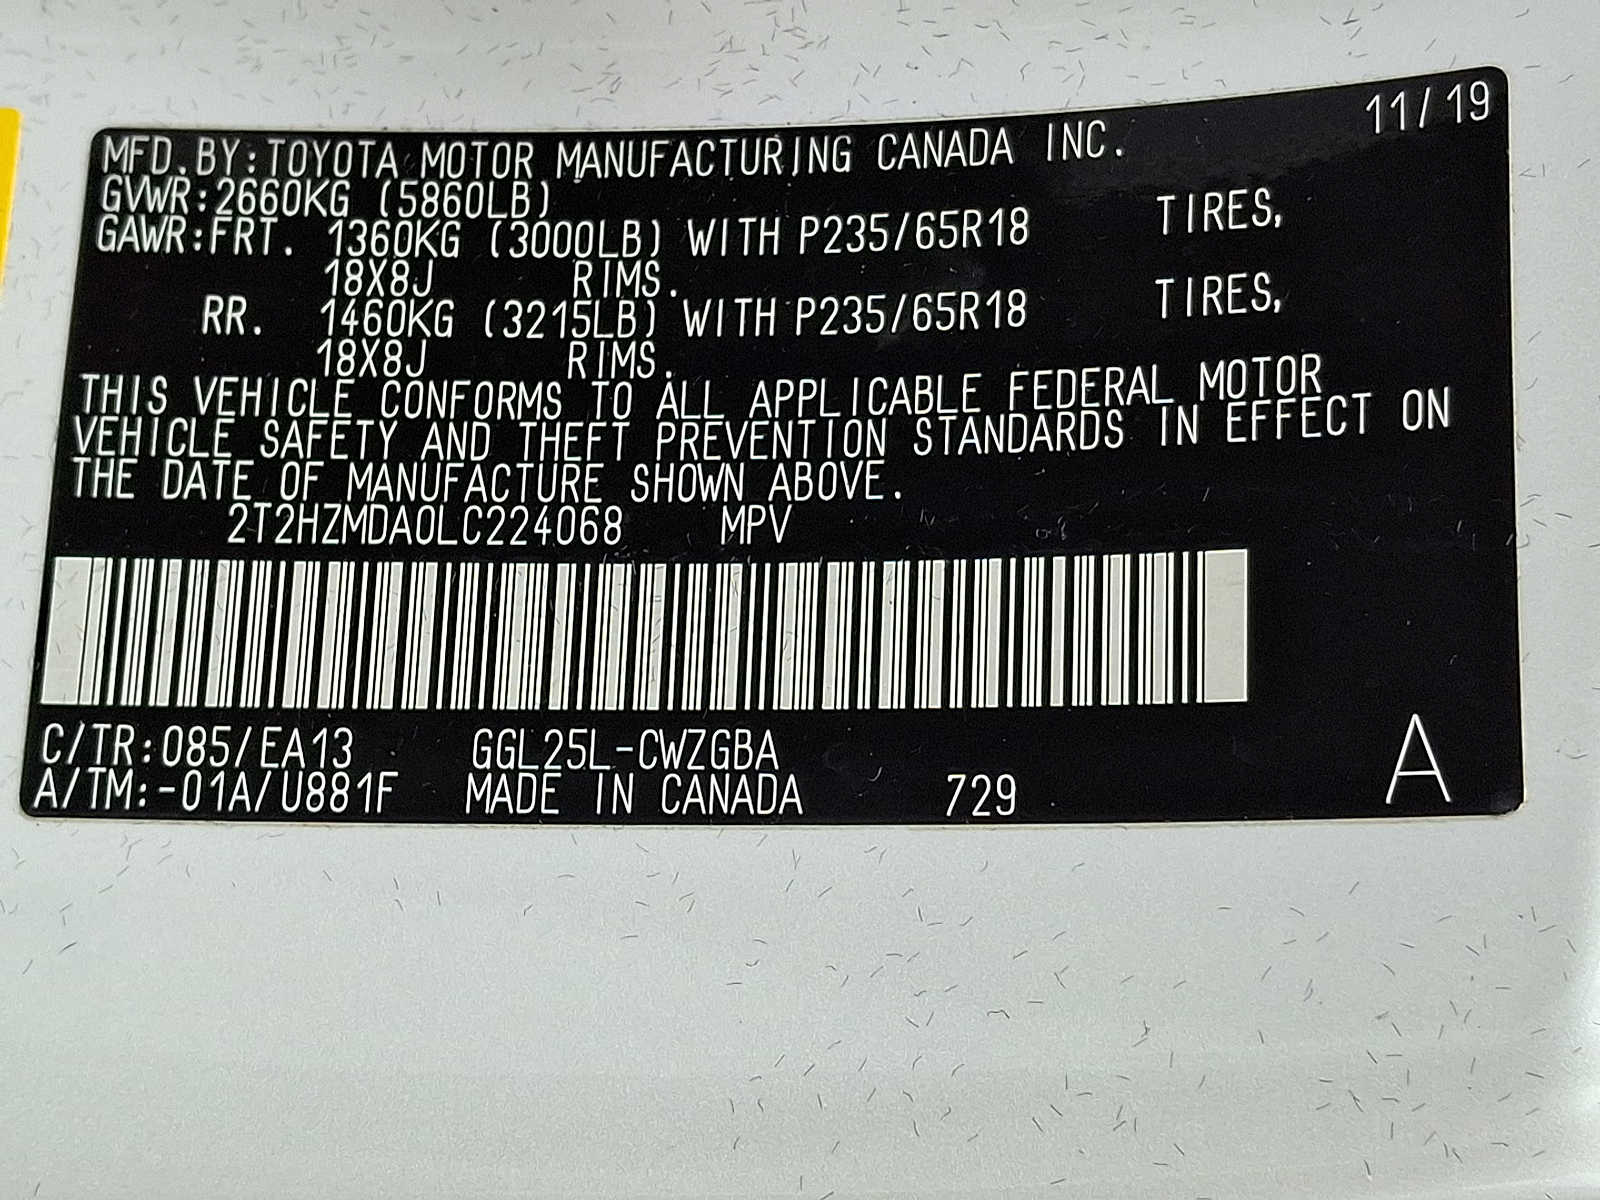 11/19
MFD.BY:TOYOTA MOTOR MANUFACTURING CANADA INC.
GVWR:2660KG (5860LB)
GAWR:FRT. 1360KG (3000LB) WITH P235/65R18 TIRES,
18X8J RIMS.
RR. 1460KG (3215LB) WITH P235/65R18 TIRES,
18X8J RIMS.
THIS VEHICLE CONFORMS TO ALL APPLICABLE FEDERAL MOTOR
VEHICLE SAFETY AND THEFT PREVENTION STANDARDS IN EFFECT ON
THE DATE OF MANUFACTURE SHOWN ABOVE.
2T2HZMDA0LC224068 MPV
C/TR:085/EA13 GGL25L-CWZGBA
A/TM:-01A/U881F MADE IN CANADA 729
A